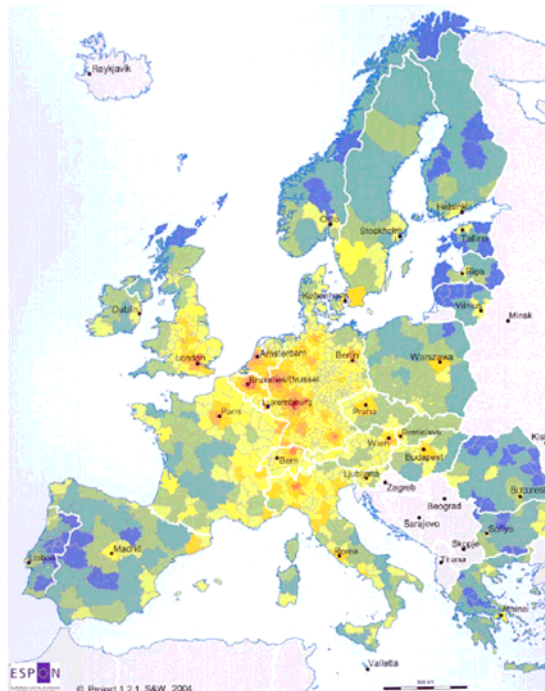 Reykjavik
Oslo
Helsinki
Stockholm
Tallinn
Riga
København
Vilnius
Minsk
Dublin
London
Amsterdam
Berlin
Warszawa
Bruxelles/Brussel
Luxembourg
Paris
Praha
Wien
Bratislava
Budapest
Bern
Ljubljana
Zagreb
Beograd
Bucuresti
Sarajevo
Sofiya
Skopje
Tirana
Roma
Madrid
Lisboa
Athinai
Valletta
ESPON
© Project 1.2.1, S&W, 2004